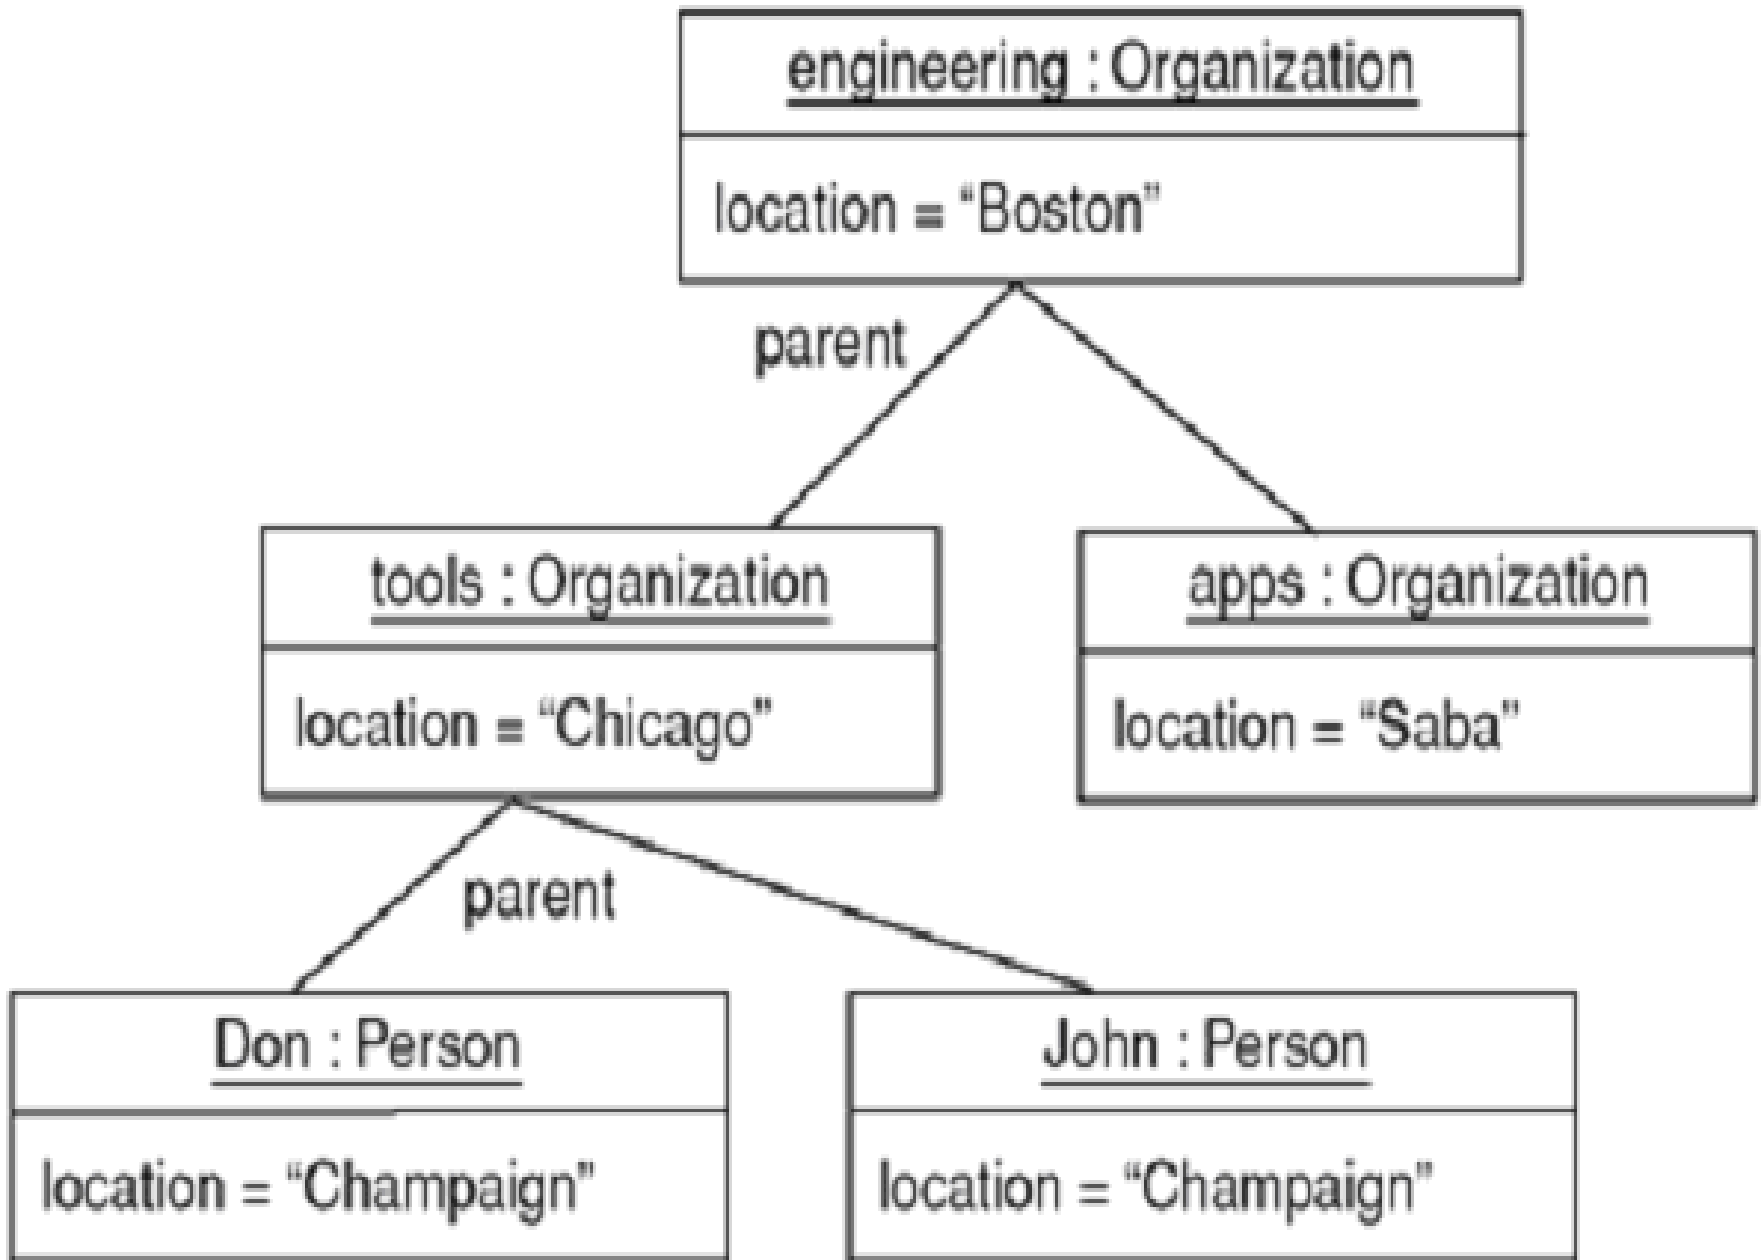 engineering : Organization
location = “Boston”
parent
tools : Organization
location = “Chicago”
apps : Organization
location = “Saba”
parent
Don : Person
location = “Champaign”
John : Person
location = “Champaign”